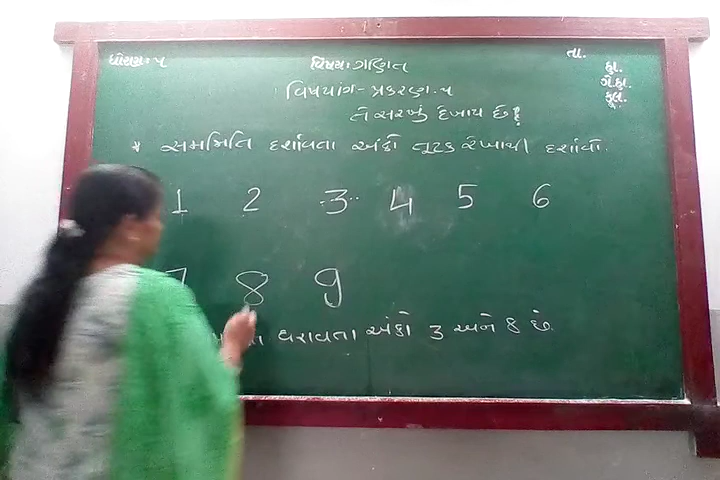 ધોરણ : ૫ વિષય : ગણિત તા.
હા.
વિષયાંગ - પ્રકરણ. ૫ ગે.હા.
કુલ.
તે સરખું દેખાય છે!
* સમમિતિ દર્શાવતા અંકો તૂટક રેખાથી દર્શાવો.
1 2 3 4 5 6
7 8 9
ધરાવતા અંકો 3 અને 8 છે.